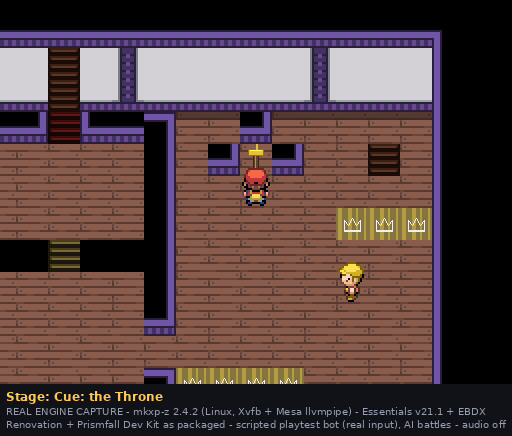 Stage: Cue: the Throne
REAL ENGINE CAPTURE - mkxp-z 2.4.2 (Linux, Xvfb + Mesa llvmpipe) - Essentials v21.1 + EBDX
Renovation + Prismfall Dev Kit as packaged - scripted playtest bot (real input), AI battles - audio off